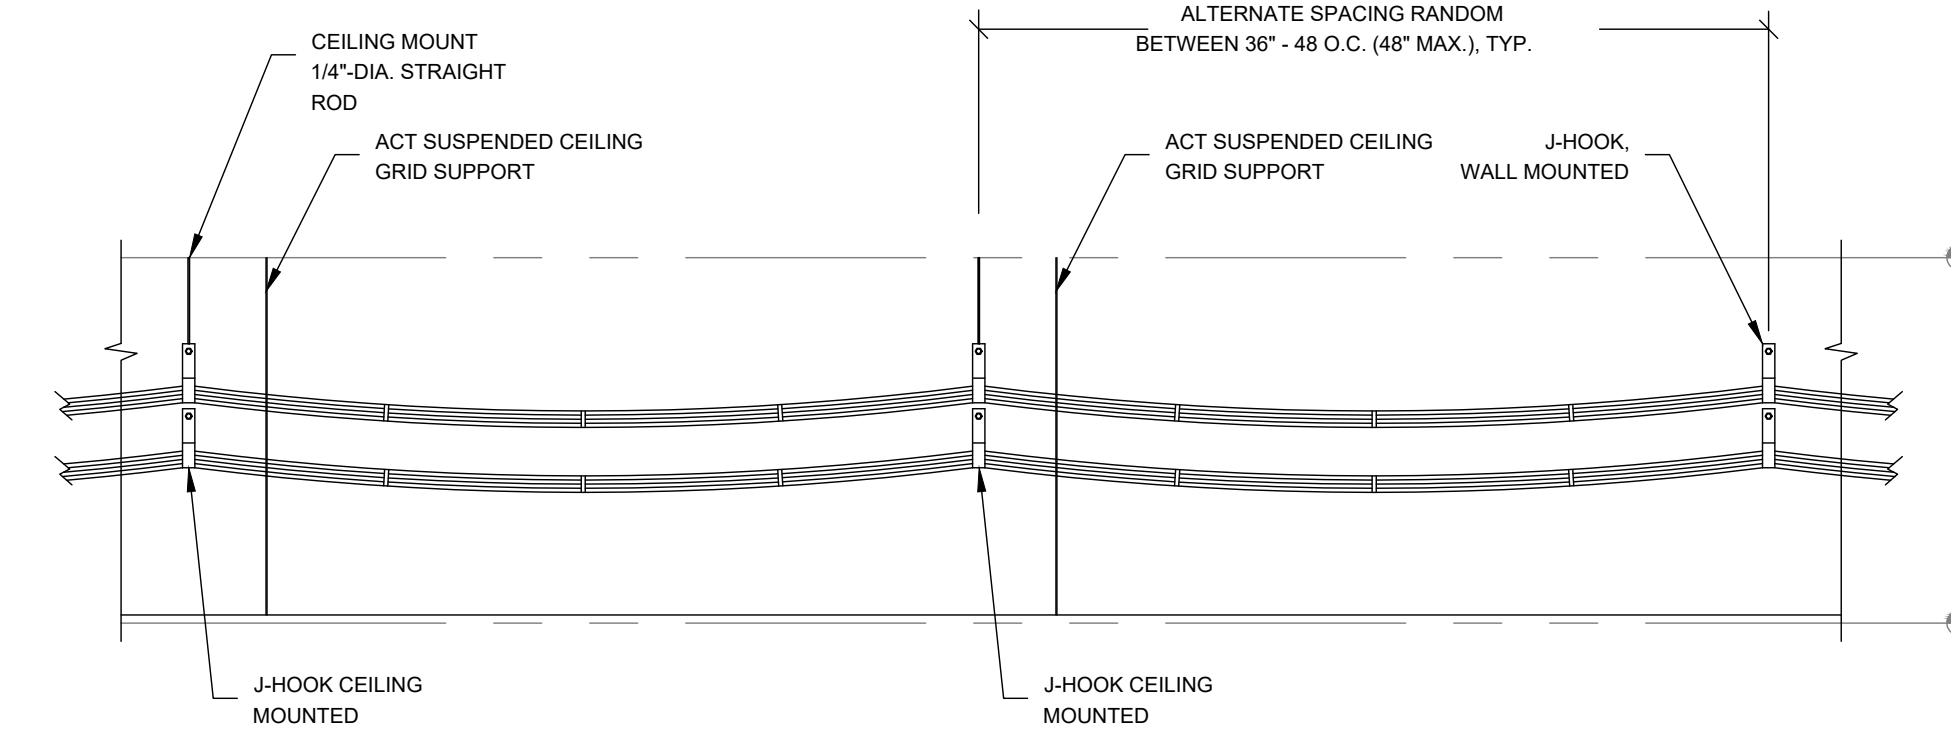 CEILING MOUNT
1/4"-DIA. STRAIGHT
ROD
ALTERNATE SPACING RANDOM
BETWEEN 36" - 48 O.C. (48" MAX.), TYP.
ACT SUSPENDED CEILING
GRID SUPPORT
ACT SUSPENDED CEILING
GRID SUPPORT
J-HOOK,
WALL MOUNTED
J-HOOK CEILING
MOUNTED
J-HOOK CEILING
MOUNTED